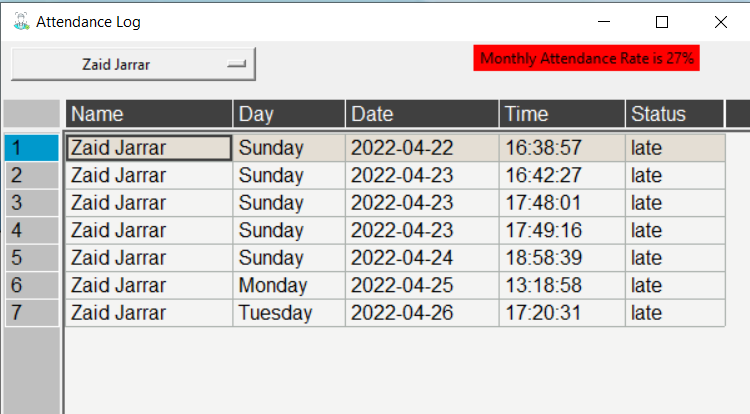 Attendance Log
Zaid Jarrar
Monthly Attendance Rate is 27%
Name Day Date Time Status
1 Zaid Jarrar Sunday 2022-04-22 16:38:57 late
2 Zaid Jarrar Sunday 2022-04-23 16:42:27 late
3 Zaid Jarrar Sunday 2022-04-23 17:48:01 late
4 Zaid Jarrar Sunday 2022-04-23 17:49:16 late
5 Zaid Jarrar Sunday 2022-04-24 18:58:39 late
6 Zaid Jarrar Monday 2022-04-25 13:18:58 late
7 Zaid Jarrar Tuesday 2022-04-26 17:20:31 late